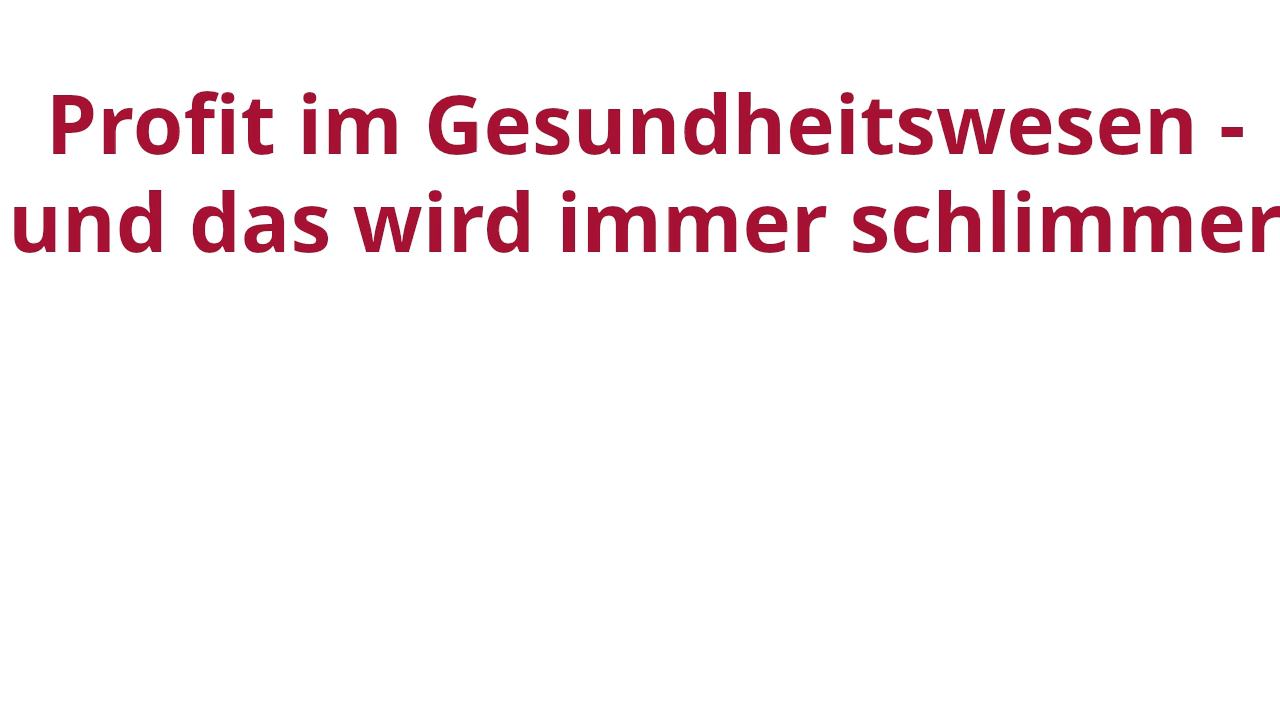 Profit im Gesundheitswesen -
und das wird immer schlimmer